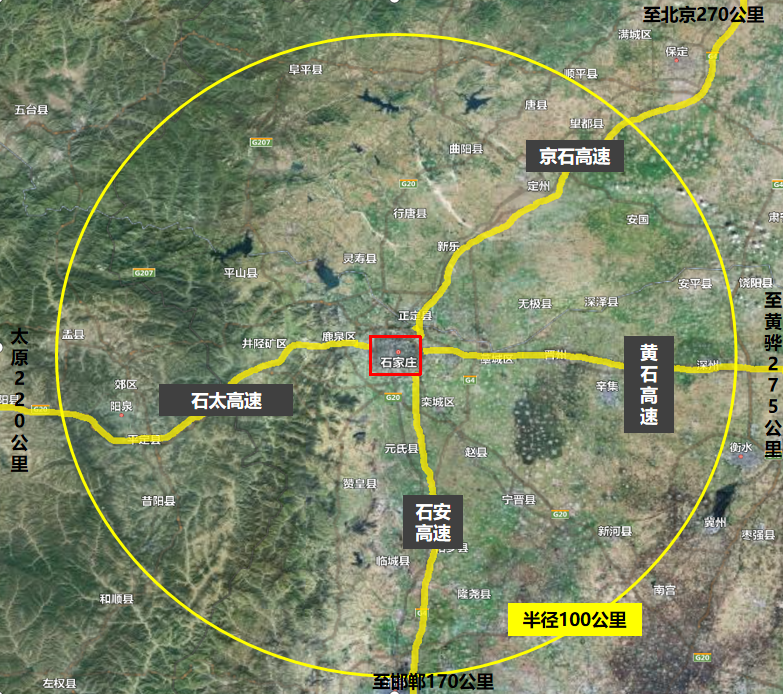 至北京270公里
满城区
保定
阜平县
顺平县
五台县
唐县
望都县
G207
曲阳县
京石高速
G20
定州
行唐县
安国
新乐
灵寿县
平山县
G207
安平县
饶阳县
无极县
深泽县
正定县
至黄骅275公里
太原220公里
盂县
鹿泉区
井陉矿区
石家庄
藁城区
晋州
黄石高速
深州
G4
辛集
郊区
阳泉
石太高速
G20
G20
栾城区
平定县
元氏县
赵县
衡水
赞皇县
昔阳县
宁晋县
石安
高速
G20
新河县
冀州
枣强县
临城县
隆尧县
南宫
和顺县
G4
半径100公里
G20
左权县
至邯郸170公里